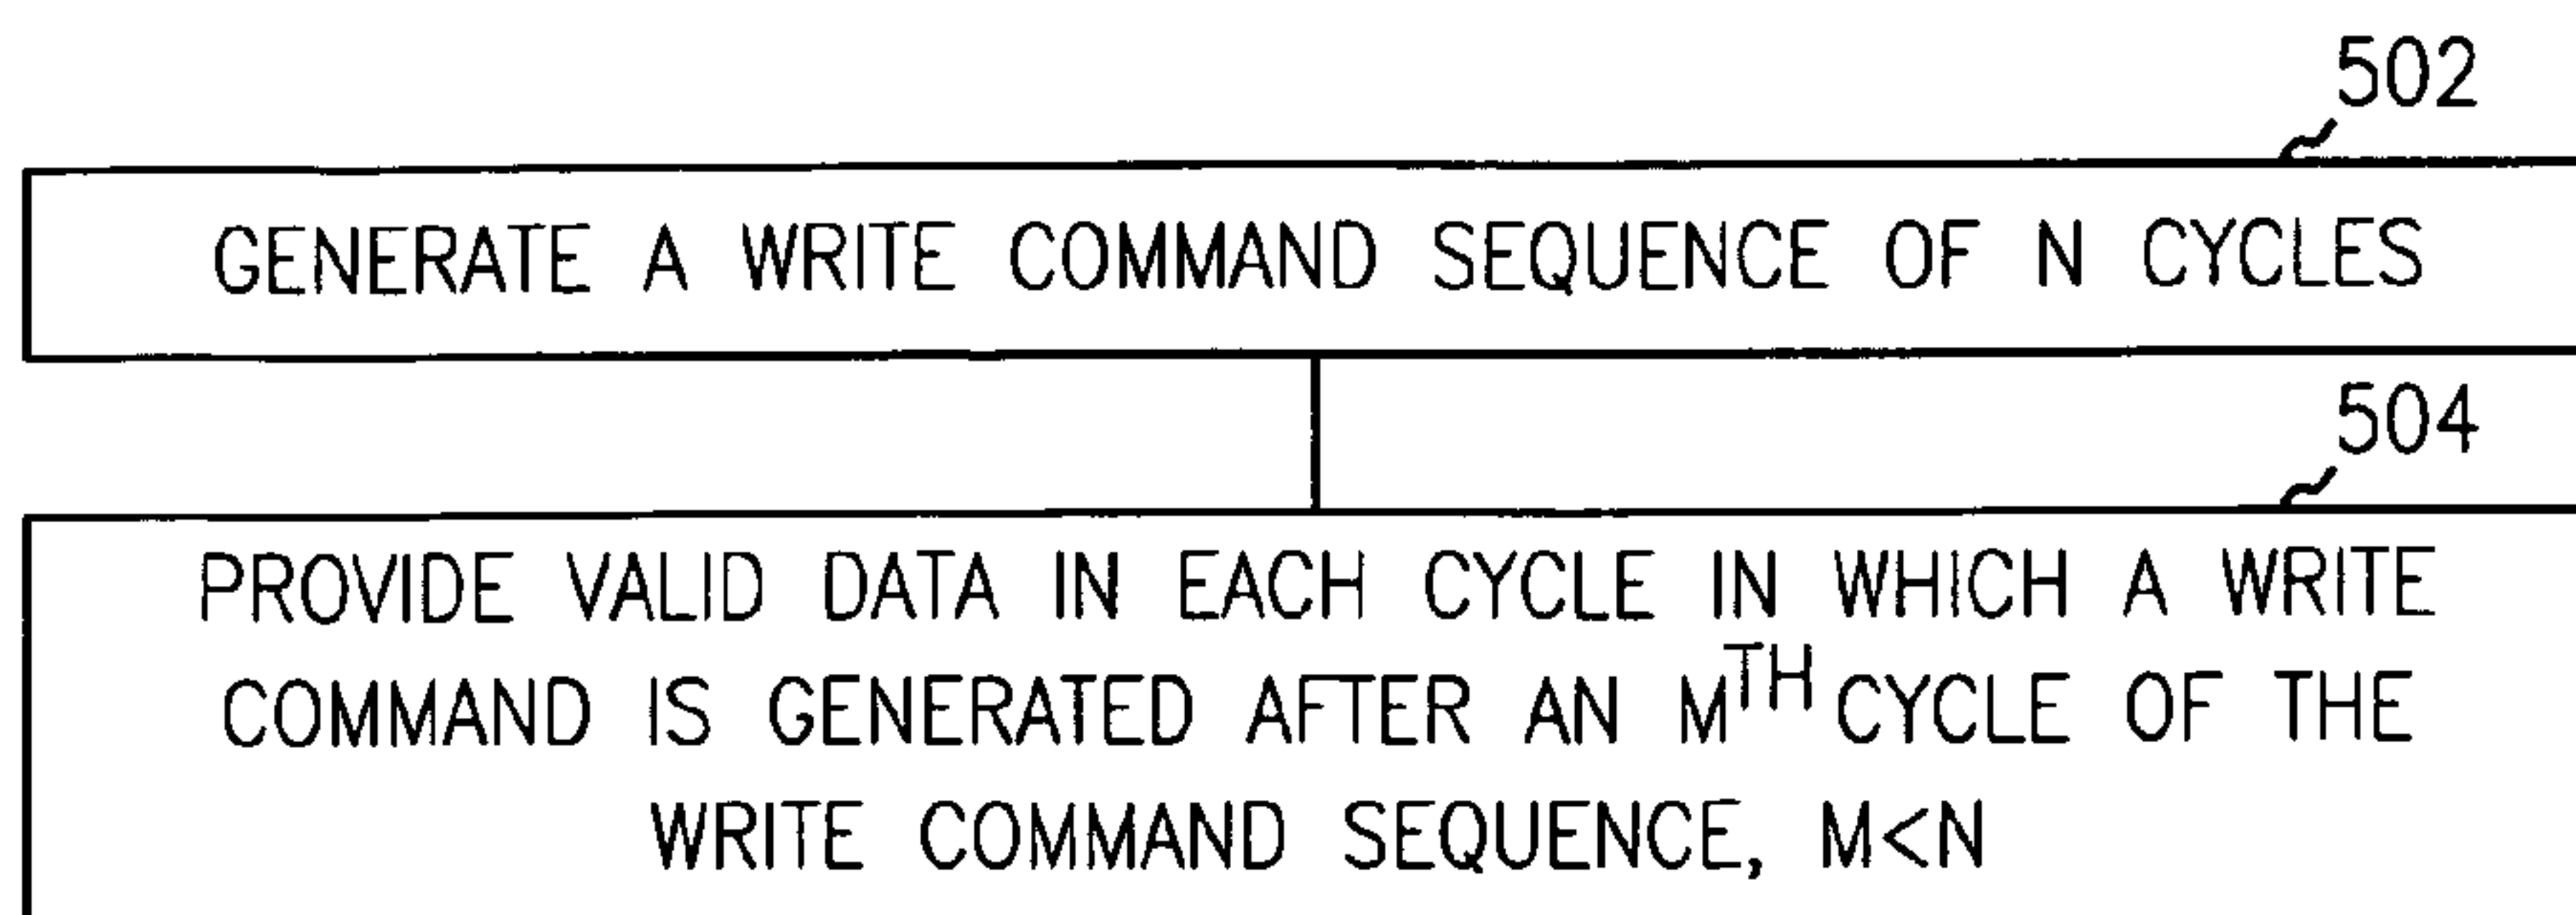 502
GENERATE A WRITE COMMAND SEQUENCE OF N CYCLES
504
PROVIDE VALID DATA IN EACH CYCLE IN WHICH A WRITE
COMMAND IS GENERATED AFTER AN Mᵀᴴ CYCLE OF THE
WRITE COMMAND SEQUENCE, M<N